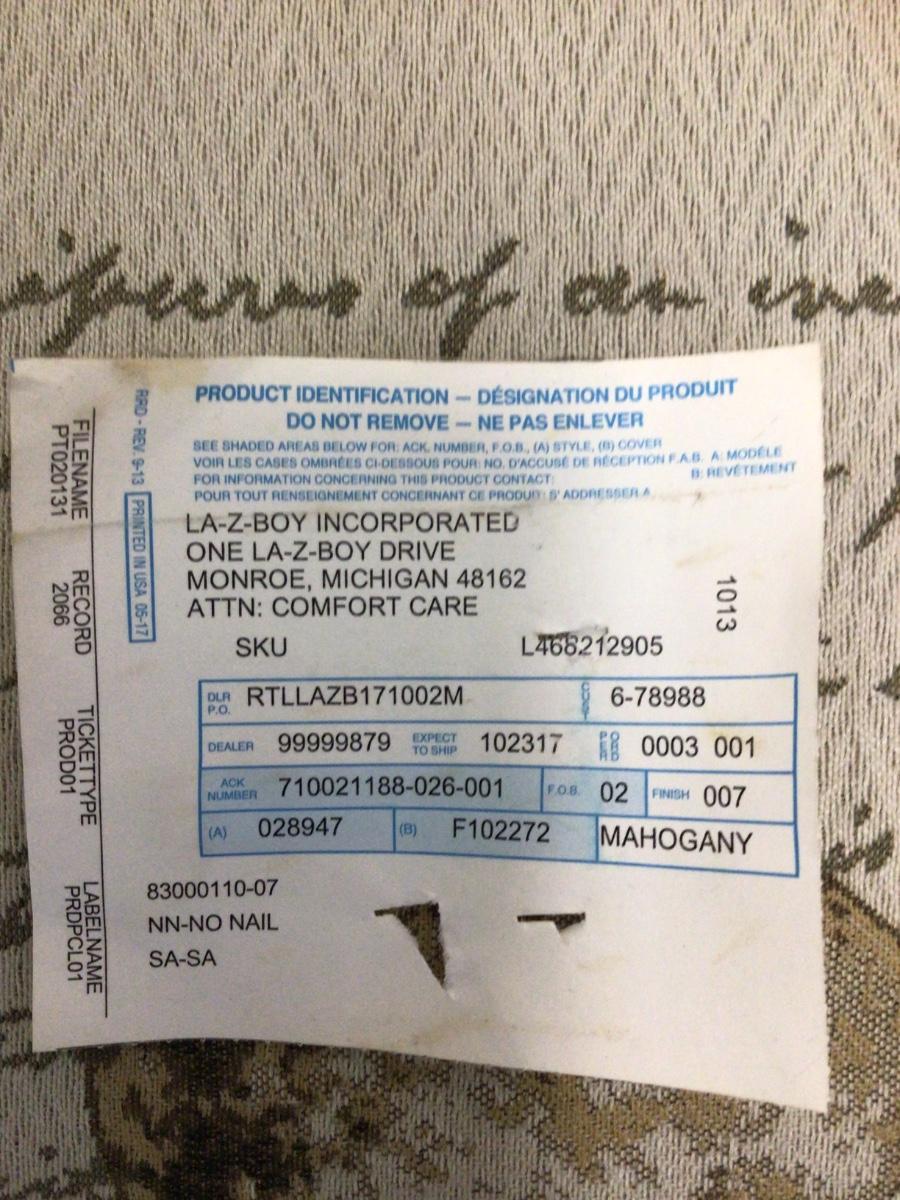 of an
PRODUCT IDENTIFICATION — DÉSIGNATION DU PRODUIT
DO NOT REMOVE — NE PAS ENLEVER
SEE SHADED AREAS BELOW FOR: ACK. NUMBER, F.O.B., (A) STYLE, (B) COVER
VOIR LES CASES OMBRÉES CI-DESSOUS POUR: NO. D'ACCUSÉ DE RÉCEPTION F.A.B. A: MODÈLE
B: REVÊTEMENT
FOR INFORMATION CONCERNING THIS PRODUCT CONTACT:
POUR TOUT RENSEIGNEMENT CONCERNANT CE PRODUIT: S'ADDRESSER A
LA-Z-BOY INCORPORATED
ONE LA-Z-BOY DRIVE
MONROE, MICHIGAN 48162
ATTN: COMFORT CARE
1013
SKU L468212905
DLR P.O. RTLLAZB171002M CUST 6-78988
DEALER 99999879 EXPECT TO SHIP 102317 0003 001
ACK NUMBER 710021188-026-001 F.O.B. 02 FINISH 007
(A) 028947 (B) F102272 MAHOGANY
83000110-07
NN-NO NAIL
SA-SA
FILENAME RECORD TICKETTYPE LABELNAME
PT020131 2066 PROD01 PRDPCL01
REV. 9-13 PRINTED IN USA 05-17